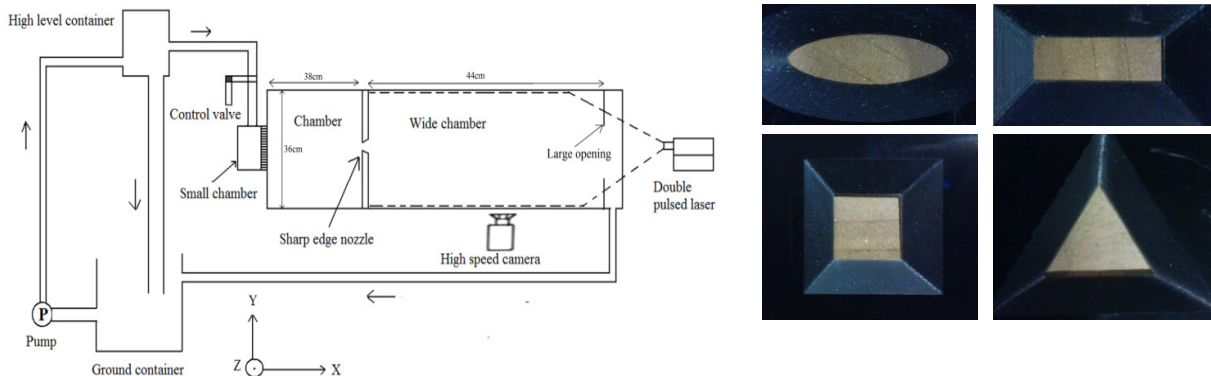 High level container
Control valve
38cm
44cm
Chamber
Wide chamber
36cm
Large opening
Small chamber
Double
pulsed laser
Sharp edge nozzle
High speed camera
P
Pump
Y
Z
X
Ground container